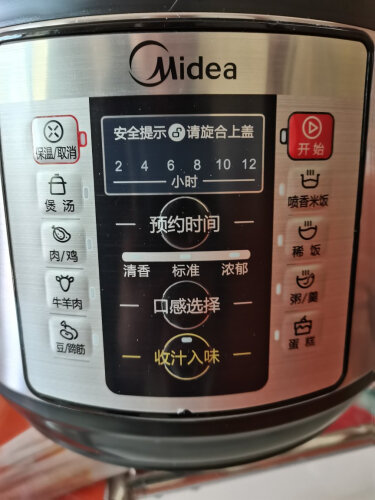 Midea
安全提示 请旋合上盖
2 4 6 8 10 12
小时
预约时间
清香 标准 浓郁
口感选择
收汁入味
保温/取消
煲汤
肉/鸡
牛羊肉
豆/蹄筋
开始
喷香米饭
稀饭
粥/羹
蛋糕